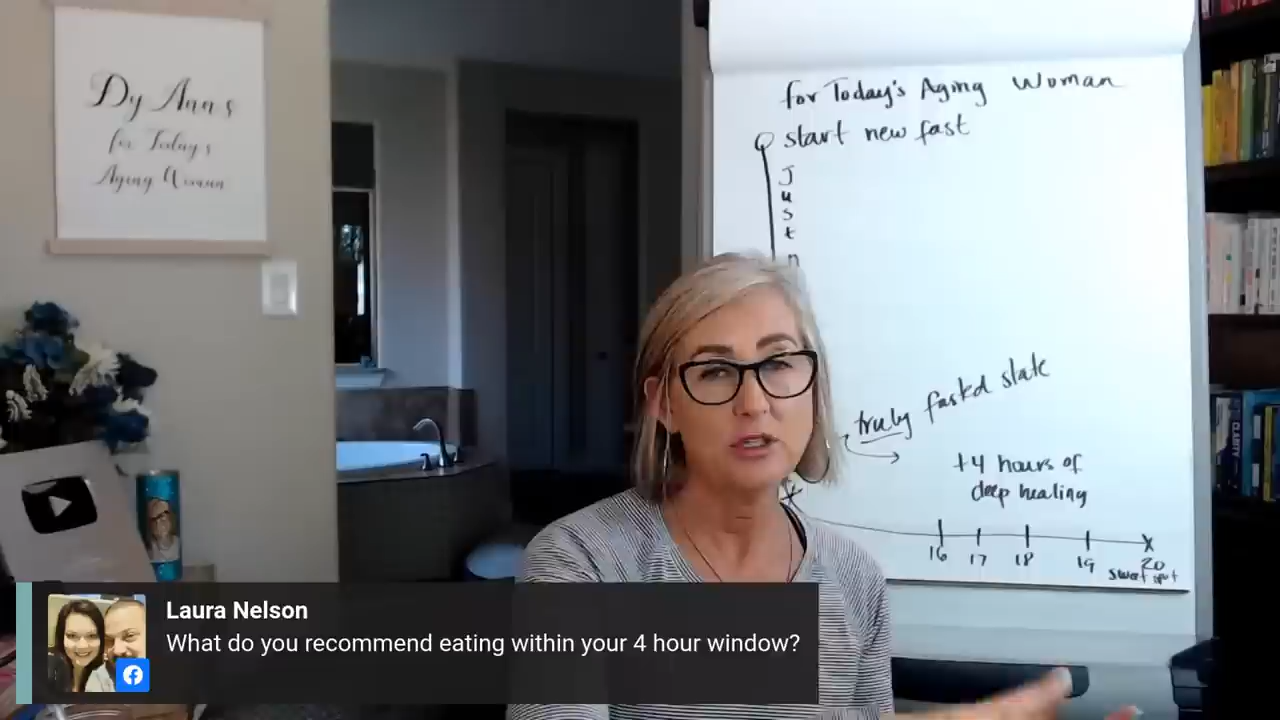 Dy Ann's
for Today's
Aging Woman
for Today's Aging Woman
start new fast
J
u
s
t
n
truly fasted state
+4 hours of
deep healing
16 17 18 19 20
sweet spot
CLARITY
Laura Nelson
What do you recommend eating within your 4 hour window?